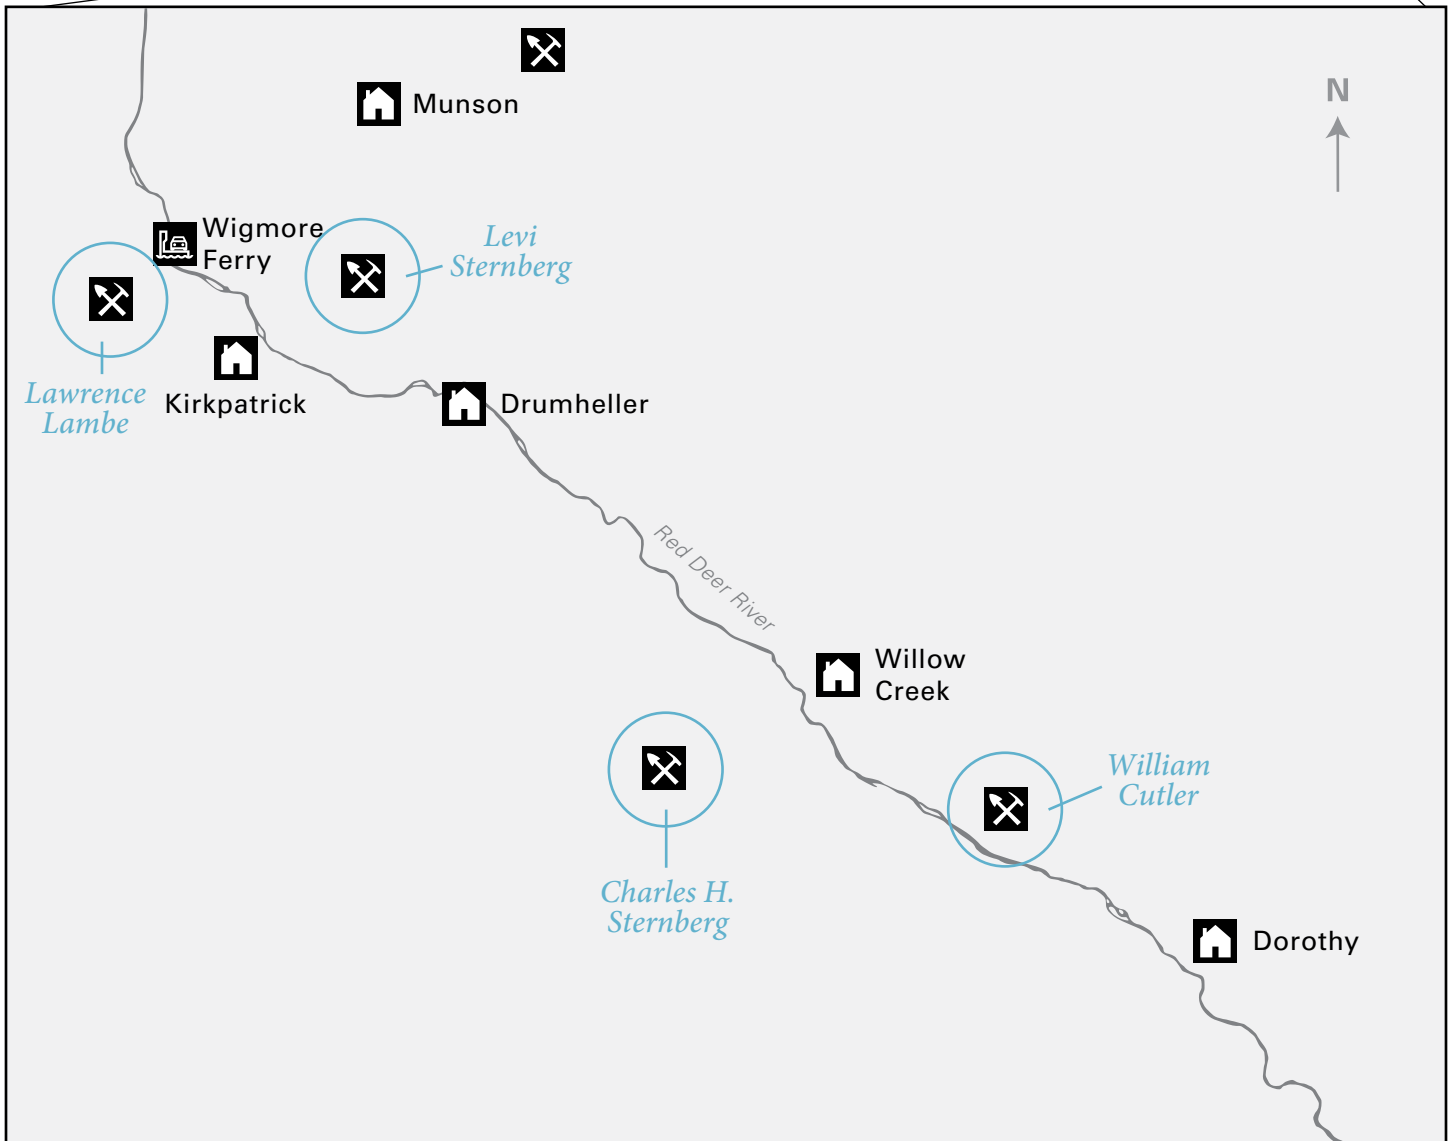 N
Munson
Wigmore
Ferry
Levi
Sternberg
Lawrence
Lambe
Kirkpatrick
Drumheller
Red Deer River
Willow
Creek
William
Cutler
Charles H.
Sternberg
Dorothy